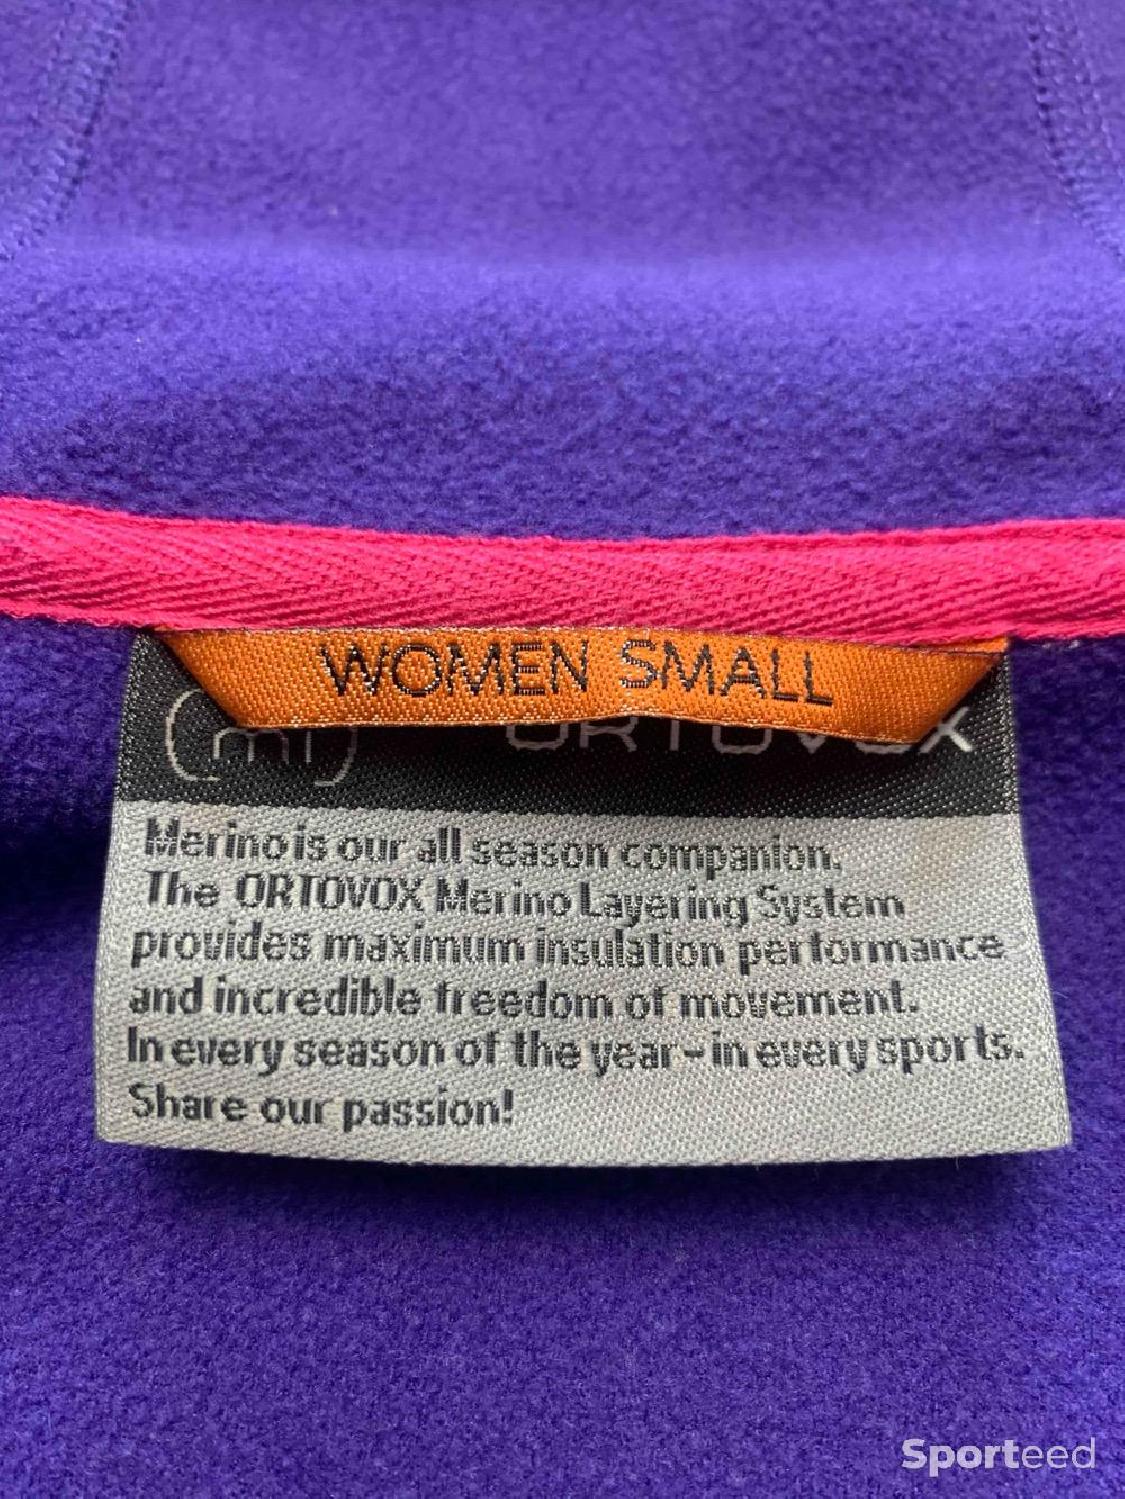 WOMEN SMALL
(mi) ORTOVOX
Merino is our all season companion.
The ORTOVOX Merino Layering System
provides maximum insulation performance
and incredible freedom of movement.
In every season of the year - in every sports.
Share our passion!
Sporteed